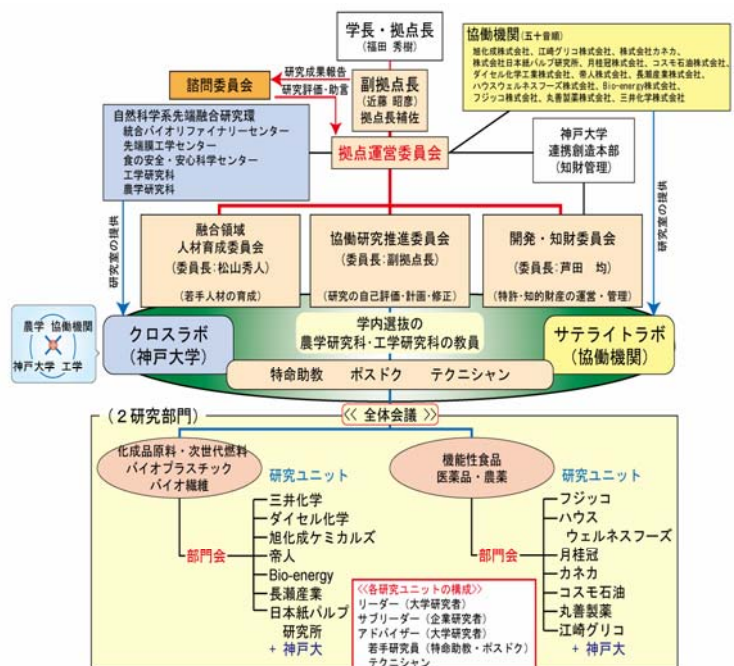 学長・拠点長
(福田 秀樹)
協働機関(五十音順)
旭化成株式会社、江崎グリコ株式会社、株式会社カネカ、
株式会社日本紙パルプ研究所、月桂冠株式会社、コスモ石油株式会社、
ダイセル化学工業株式会社、帝人株式会社、長瀬産業株式会社、
ハウスウェルネスフーズ株式会社、Bio-energy株式会社、
フジッコ株式会社、丸善製薬株式会社、三井化学株式会社
諮問委員会
研究成果報告
研究評価・助言
副拠点長
(近藤 昭彦)
拠点長補佐
自然科学系先端融合研究環
統合バイオリファイナリーセンター
先端膜工学センター
食の安全・安心科学センター
工学研究科
農学研究科
拠点運営委員会
神戸大学
連携創造本部
(知財管理)
研究室の提供
研究室の提供
融合領域
人材育成委員会
(委員長:松山秀人)
(若手人材の育成)
協働研究推進委員会
(委員長:副拠点長)
(研究の自己評価・計画・修正)
開発・知財委員会
(委員長:芦田 均)
(特許・知的財産の運営・管理)
農学 協働機関
神戸大学 工学
クロスラボ
(神戸大学)
学内選抜の
農学研究科・工学研究科の教員
サテライトラボ
(協働機関)
特命助教 ポスドク テクニシャン
(2研究部門)
≪ 全体会議 ≫
化成品原料・次世代燃料
バイオプラスチック
バイオ繊維
研究ユニット
部門会
三井化学
ダイセル化学
旭化成ケミカルズ
帝人
Bio-energy
長瀬産業
日本紙パルプ
研究所
+ 神戸大
機能性食品
医薬品・農薬
研究ユニット
部門会
フジッコ
ハウス
ウェルネスフーズ
月桂冠
カネカ
コスモ石油
丸善製薬
江崎グリコ
+ 神戸大
≪各研究ユニットの構成≫
リーダー(大学研究者)
サブリーダー(企業研究者)
アドバイザー(大学研究者)
若手研究員(特命助教・ポスドク)
テクニシャン